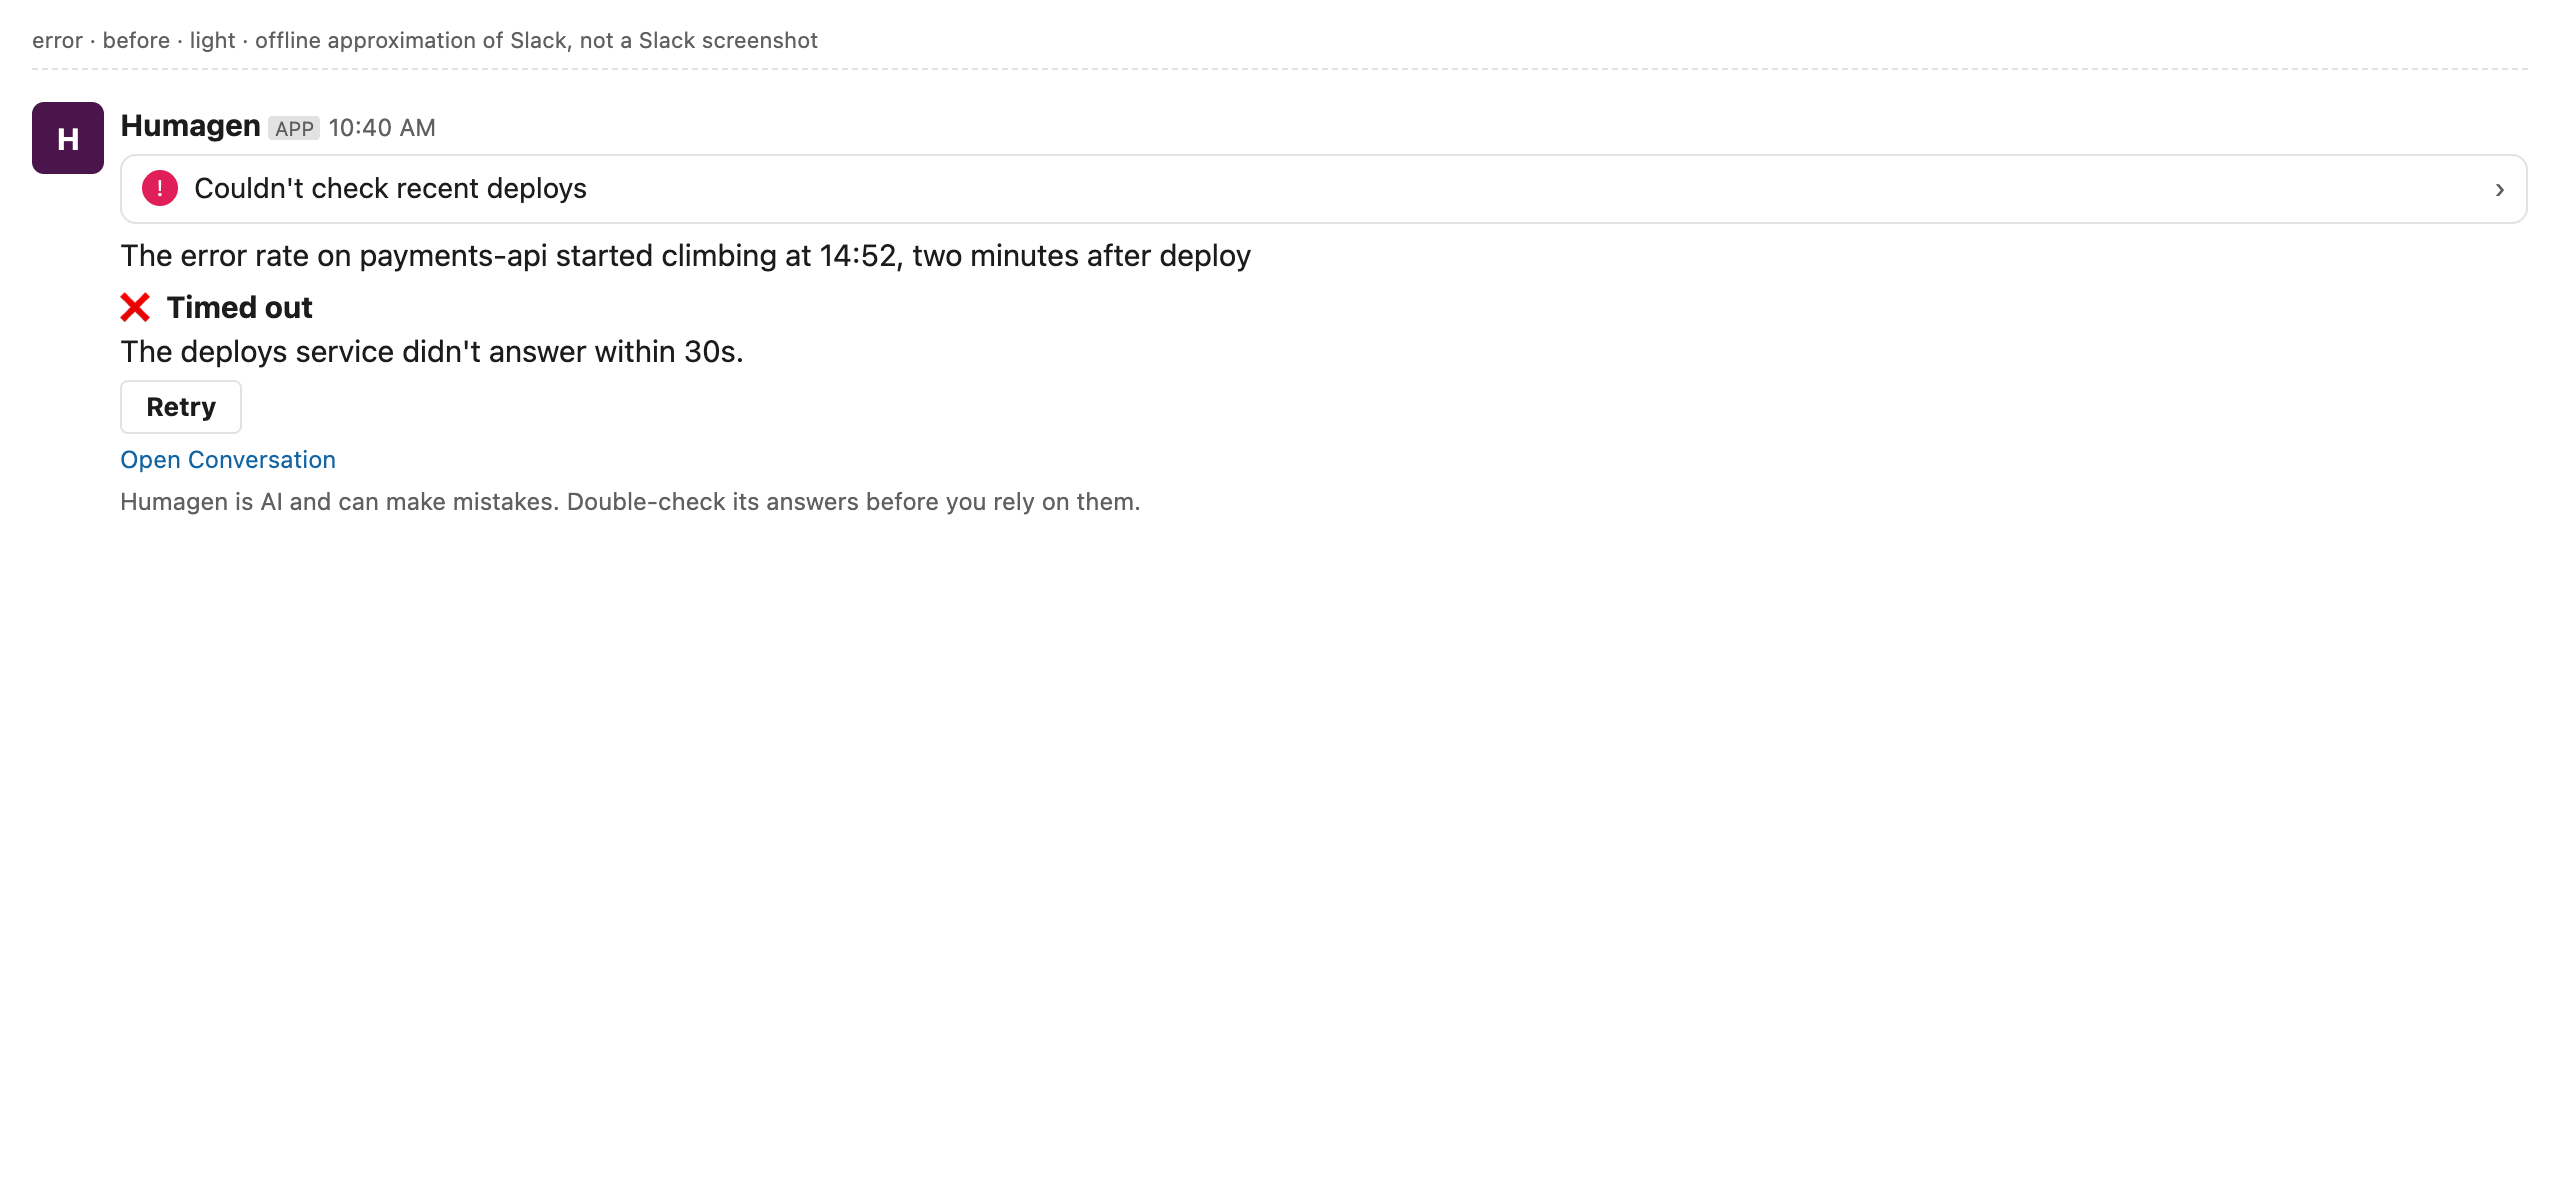 error · before · light · offline approximation of Slack, not a Slack screenshot
H
Humagen APP 10:40 AM
! Couldn't check recent deploys ›
The error rate on payments-api started climbing at 14:52, two minutes after deploy
❌ Timed out
The deploys service didn't answer within 30s.
Retry
Open Conversation
Humagen is AI and can make mistakes. Double-check its answers before you rely on them.